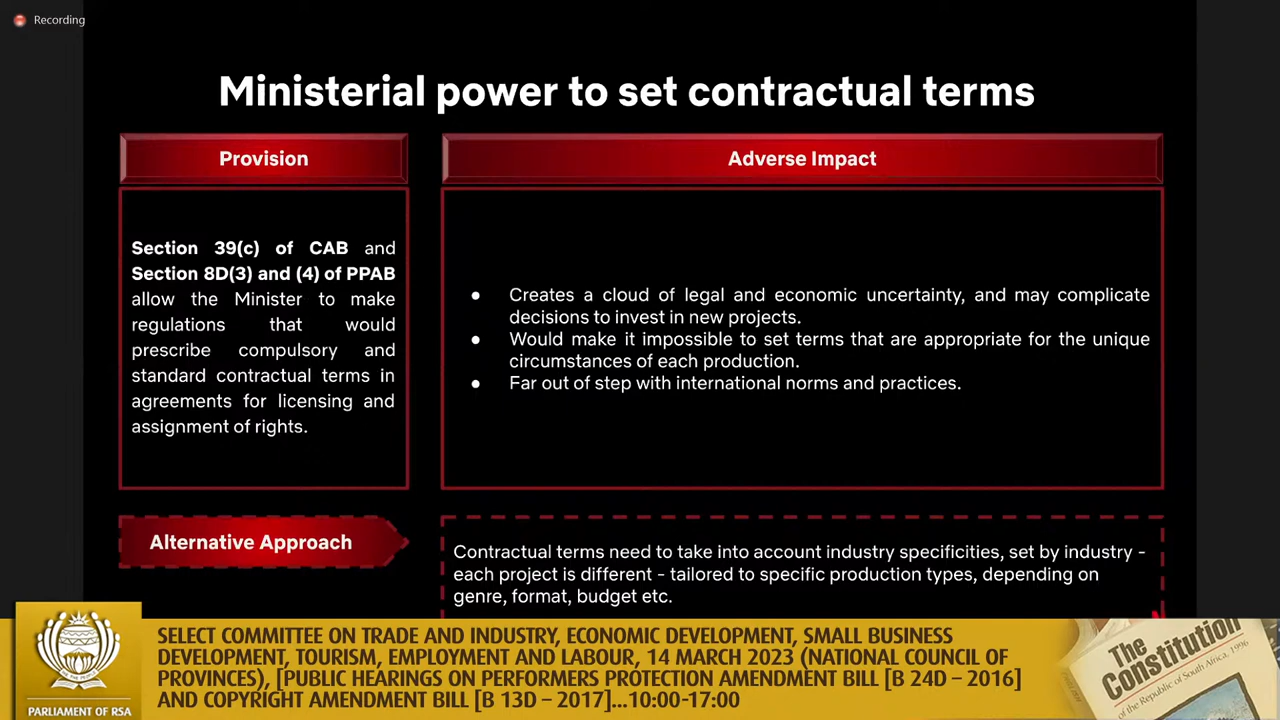 Recording
Ministerial power to set contractual terms
Provision
Adverse Impact
Section 39(c) of CAB and
Section 8D(3) and (4) of PPAB
allow the Minister to make
regulations that would
prescribe compulsory and
standard contractual terms in
agreements for licensing and
assignment of rights.
● Creates a cloud of legal and economic uncertainty, and may complicate
decisions to invest in new projects.
● Would make it impossible to set terms that are appropriate for the unique
circumstances of each production.
● Far out of step with international norms and practices.
Alternative Approach
Contractual terms need to take into account industry specificities, set by industry -
each project is different - tailored to specific production types, depending on
genre, format, budget etc.
SELECT COMMITTEE ON TRADE AND INDUSTRY, ECONOMIC DEVELOPMENT, SMALL BUSINESS
DEVELOPMENT, TOURISM, EMPLOYMENT AND LABOUR, 14 MARCH 2023 (NATIONAL COUNCIL OF
PROVINCES), [PUBLIC HEARINGS ON PERFORMERS PROTECTION AMENDMENT BILL [B 24D – 2016]
AND COPYRIGHT AMENDMENT BILL [B 13D – 2017]...10:00-17:00
PARLIAMENT OF RSA
The
Constitution
of the Republic of South Africa, 1996